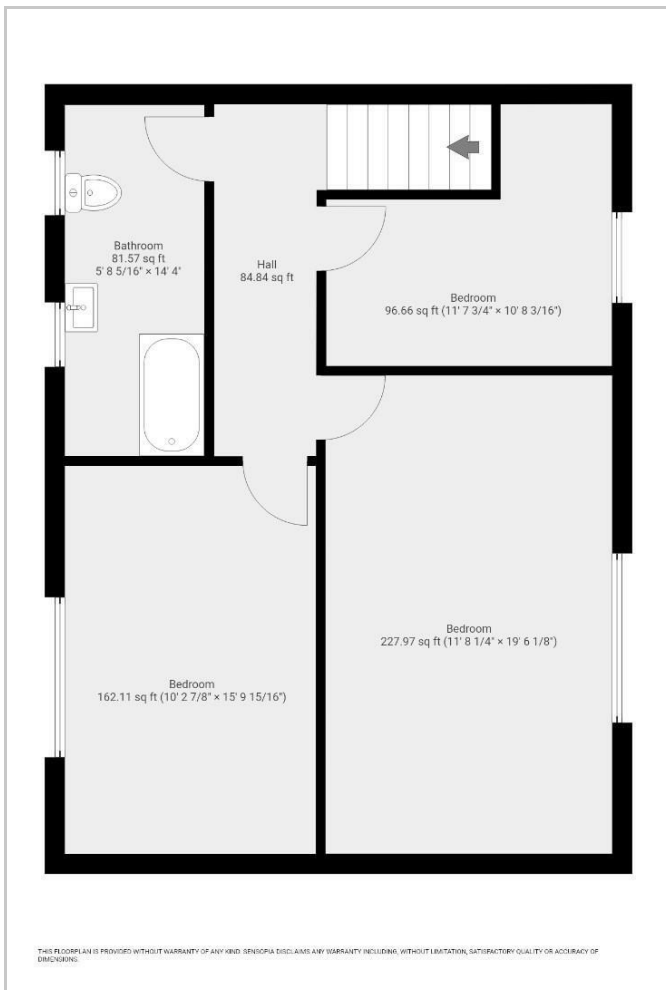 Bathroom
81.57 sq ft
5' 8 5/16" × 14' 4"
Hall
84.84 sq ft
Bedroom
96.66 sq ft (11' 7 3/4" × 10' 8 3/16")
Bedroom
227.97 sq ft (11' 8 1/4" × 19' 6 1/8")
Bedroom
162.11 sq ft (10' 2 7/8" × 15' 9 15/16")
THIS FLOORPLAN IS PROVIDED WITHOUT WARRANTY OF ANY KIND. SENSOPIA DISCLAIMS ANY WARRANTY INCLUDING, WITHOUT LIMITATION, SATISFACTORY QUALITY OR ACCURACY OF
DIMENSIONS.